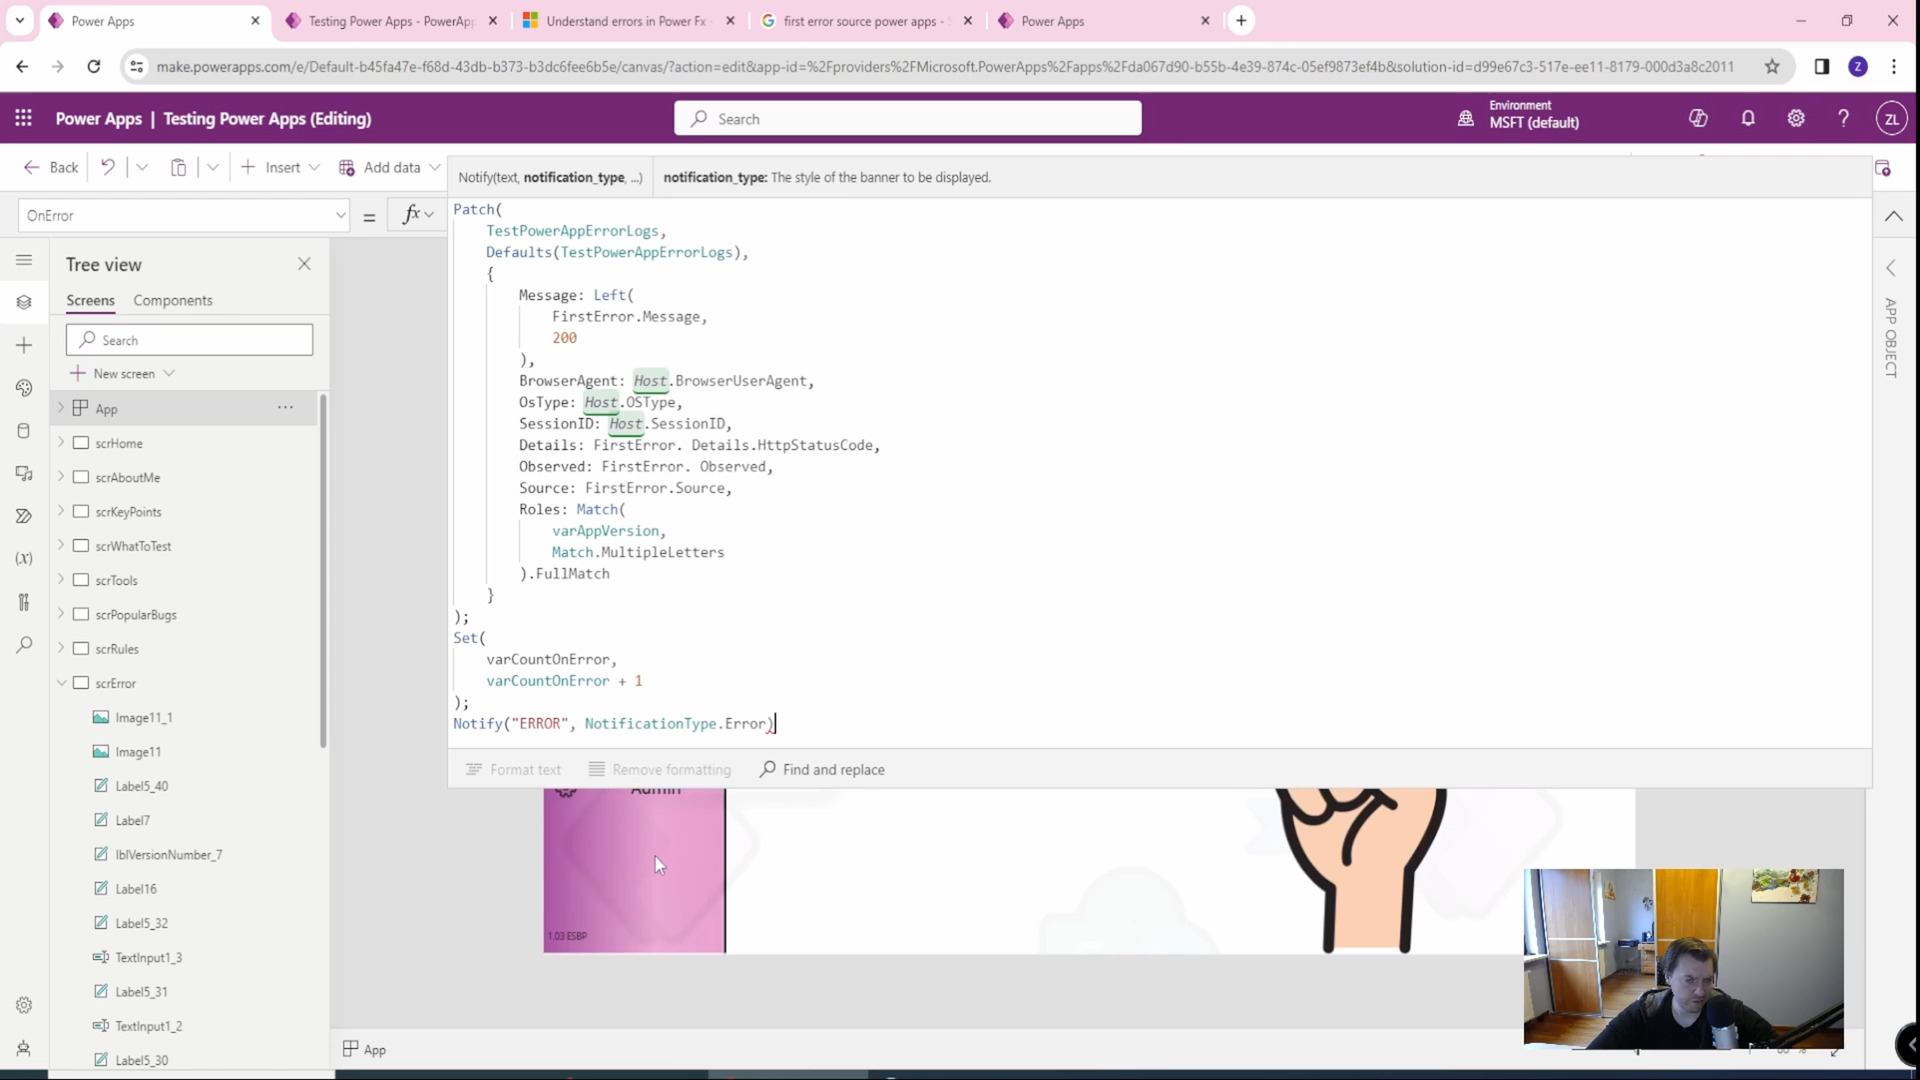 Power Apps
Testing Power Apps - PowerApp
Understand errors in Power Fx -
first error source power apps -
Power Apps
make.powerapps.com/e/Default-b45fa47e-f68d-43db-b373-b3dc6fee6b5e/canvas/?action=edit&app-id=%2Fproviders%2FMicrosoft.PowerApps%2Fapps%2Fda067d90-b55b-4e39-874c-05ef9873ef4b&solution-id=d99e67c3-517e-ee11-8179-000d3a8c2011
Z
Power Apps | Testing Power Apps (Editing)
Search
Environment
MSFT (default)
ZL
Back
Insert
Add data
Notify(text, notification_type, ...)
notification_type: The style of the banner to be displayed.
OnError
=
fx
Tree view
Screens
Components
Search
New screen
App
scrHome
scrAboutMe
scrKeyPoints
scrWhatToTest
scrTools
scrPopularBugs
scrRules
scrError
Image11_1
Image11
Label5_40
Label7
lblVersionNumber_7
Label16
Label5_32
TextInput1_3
Label5_31
TextInput1_2
Label5_30
Patch(
TestPowerAppErrorLogs,
Defaults(TestPowerAppErrorLogs),
{
Message: Left(
FirstError.Message,
200
),
BrowserAgent: Host.BrowserUserAgent,
OsType: Host.OSType,
SessionID: Host.SessionID,
Details: FirstError. Details.HttpStatusCode,
Observed: FirstError. Observed,
Source: FirstError.Source,
Roles: Match(
varAppVersion,
Match.MultipleLetters
).FullMatch
}
);
Set(
varCountOnError,
varCountOnError + 1
);
Notify("ERROR", NotificationType.Error)
Format text
Remove formatting
Find and replace
APP OBJECT
Admin
1.03 ESBP
App